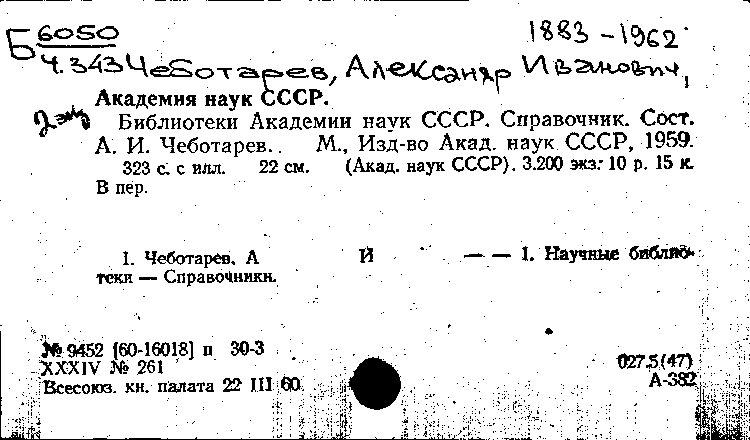 1883-1962
Б 6050
Ч.343 Чеботарев, Александр Иванович,
Академия наук СССР.
2 экз
Библиотеки Академии наук СССР. Справочник. Сост.
А. И. Чеботарев.. М., Изд-во Акад. наук СССР, 1959.
323 с. с илл. 22 см. (Акад. наук СССР). 3.200 экз. 10 р. 15 к.
В пер.
I. Чеботарев, А И — — 1. Научные библио-
теки — Справочники.
№ 9452 [60-16018] п 30-3
XXXIV № 261
027.5(47)
Всесоюз. кн. палата 22 III 60.
А-382